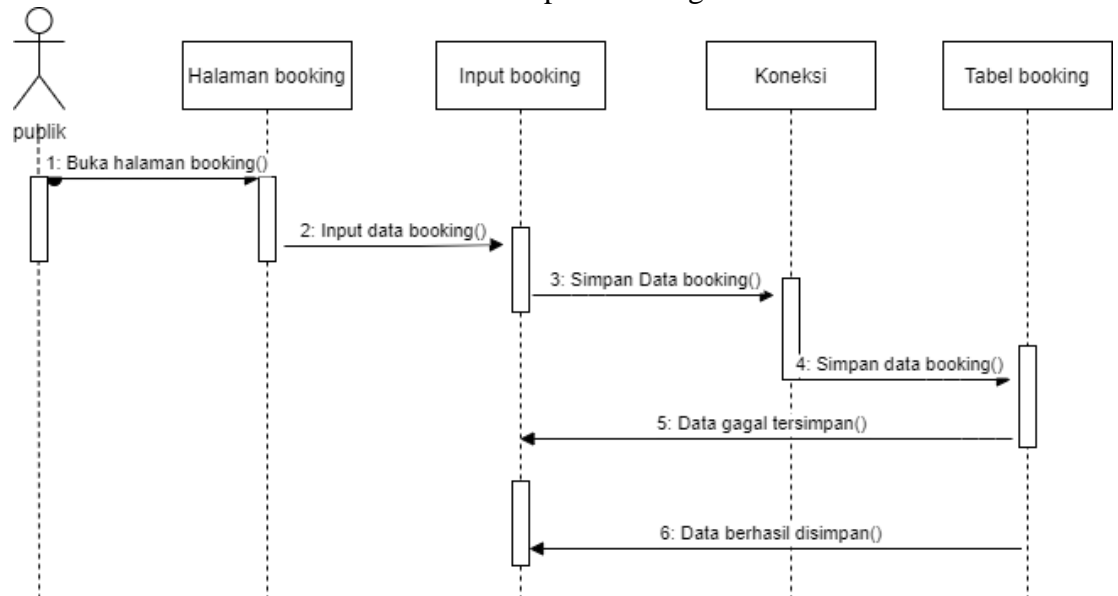 Halaman booking
Input booking
Koneksi
Tabel booking
publik
1: Buka halaman booking()
2: Input data booking()
3: Simpan Data booking()
4: Simpan data booking()
5: Data gagal tersimpan()
6: Data berhasil disimpan()